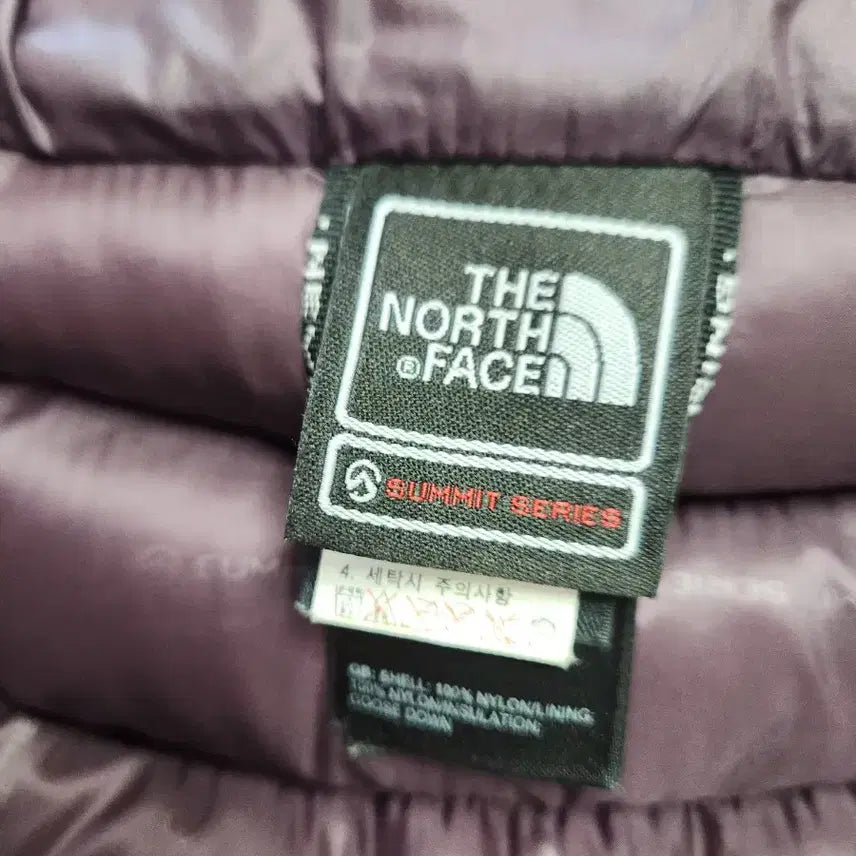 THE
NORTH
®FACE
SUMMIT SERIES
4. 세탁시 주의사항
GB: SHELL: 100% NYLON/LINING:
100% NYLON/INSULATION:
GOOSE DOWN